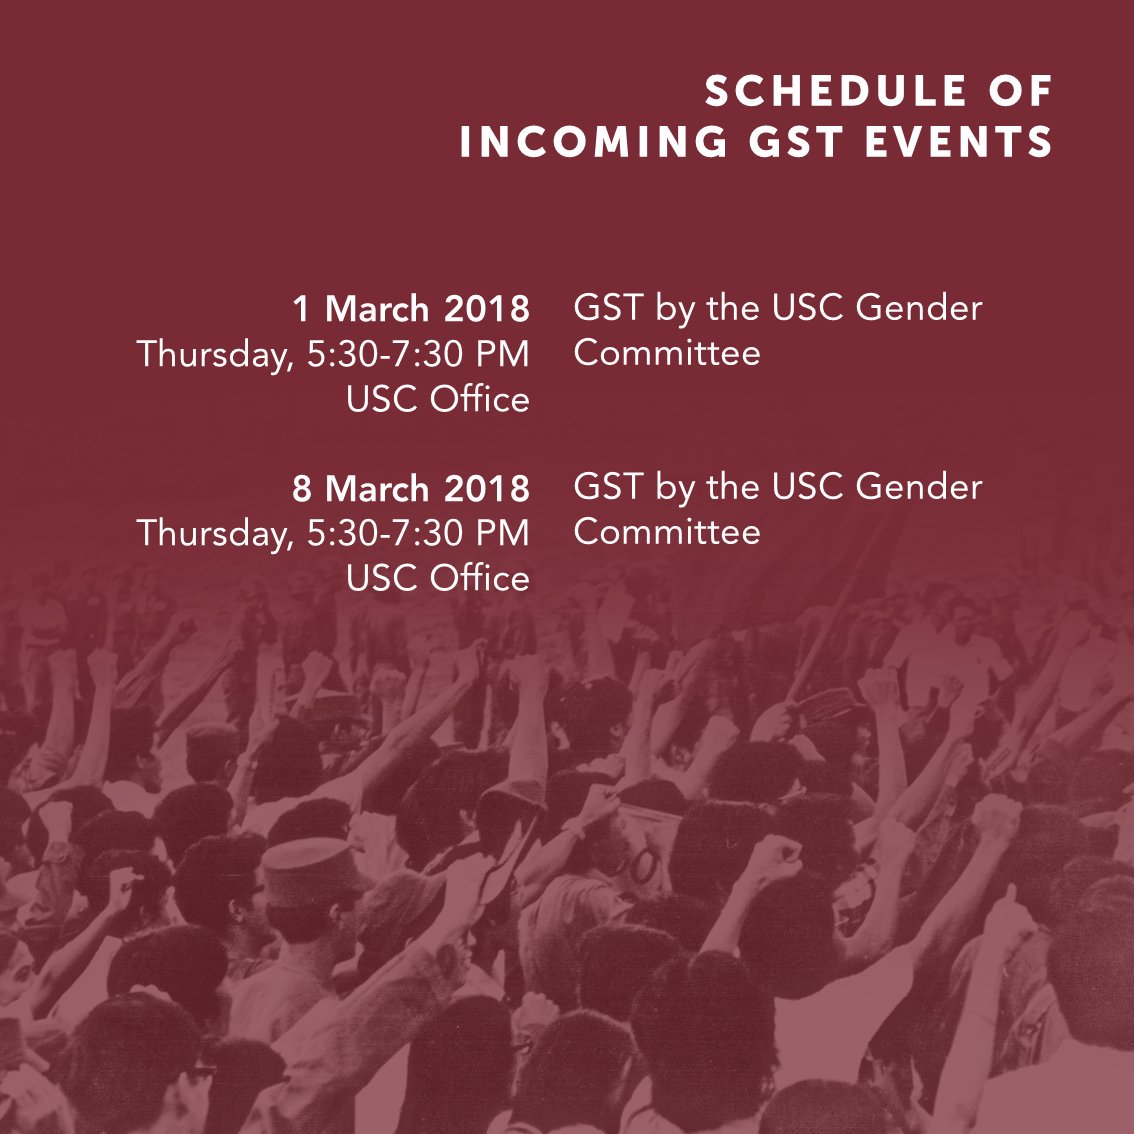 SCHEDULE OF
INCOMING GST EVENTS
1 March 2018
Thursday, 5:30-7:30 PM
USC Office
GST by the USC Gender
Committee
8 March 2018
Thursday, 5:30-7:30 PM
USC Office
GST by the USC Gender
Committee